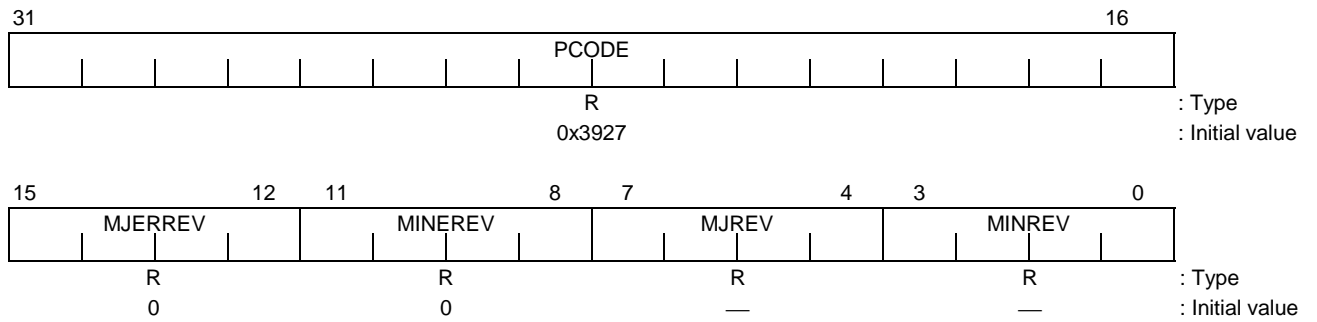 31 16
PCODE
R : Type
0x3927 : Initial value
15 12 11 8 7 4 3 0
MJERREV MINEREV MJREV MINREV
R R R R : Type
0 0 — — : Initial value